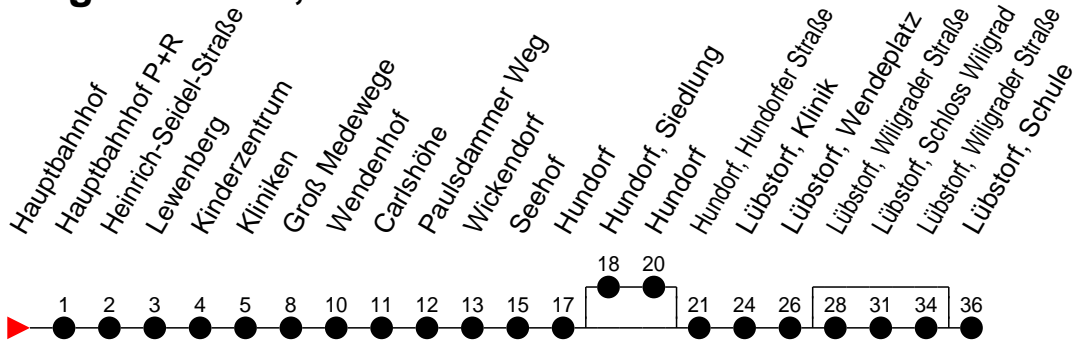 Hauptbahnhof
Hauptbahnhof P+R
Heinrich-Seidel-Straße
Lewenberg
Kinderzentrum
Kliniken
Groß Medewege
Wendenhof
Carlshöhe
Paulsdammer Weg
Wickendorf
Seehof
Hundorf
Hundorf, Siedlung
Hundorf
Hundorf, Hundorfer Straße
Lübstorf, Klinik
Lübstorf, Wendeplatz
Lübstorf, Wiligrader Straße
Lübstorf, Schloss Wiligrad
Lübstorf, Wiligrader Straße
Lübstorf, Schule
18 20
1 2 3 4 5 8 10 11 12 13 15 17 21 24 26 28 31 34 36